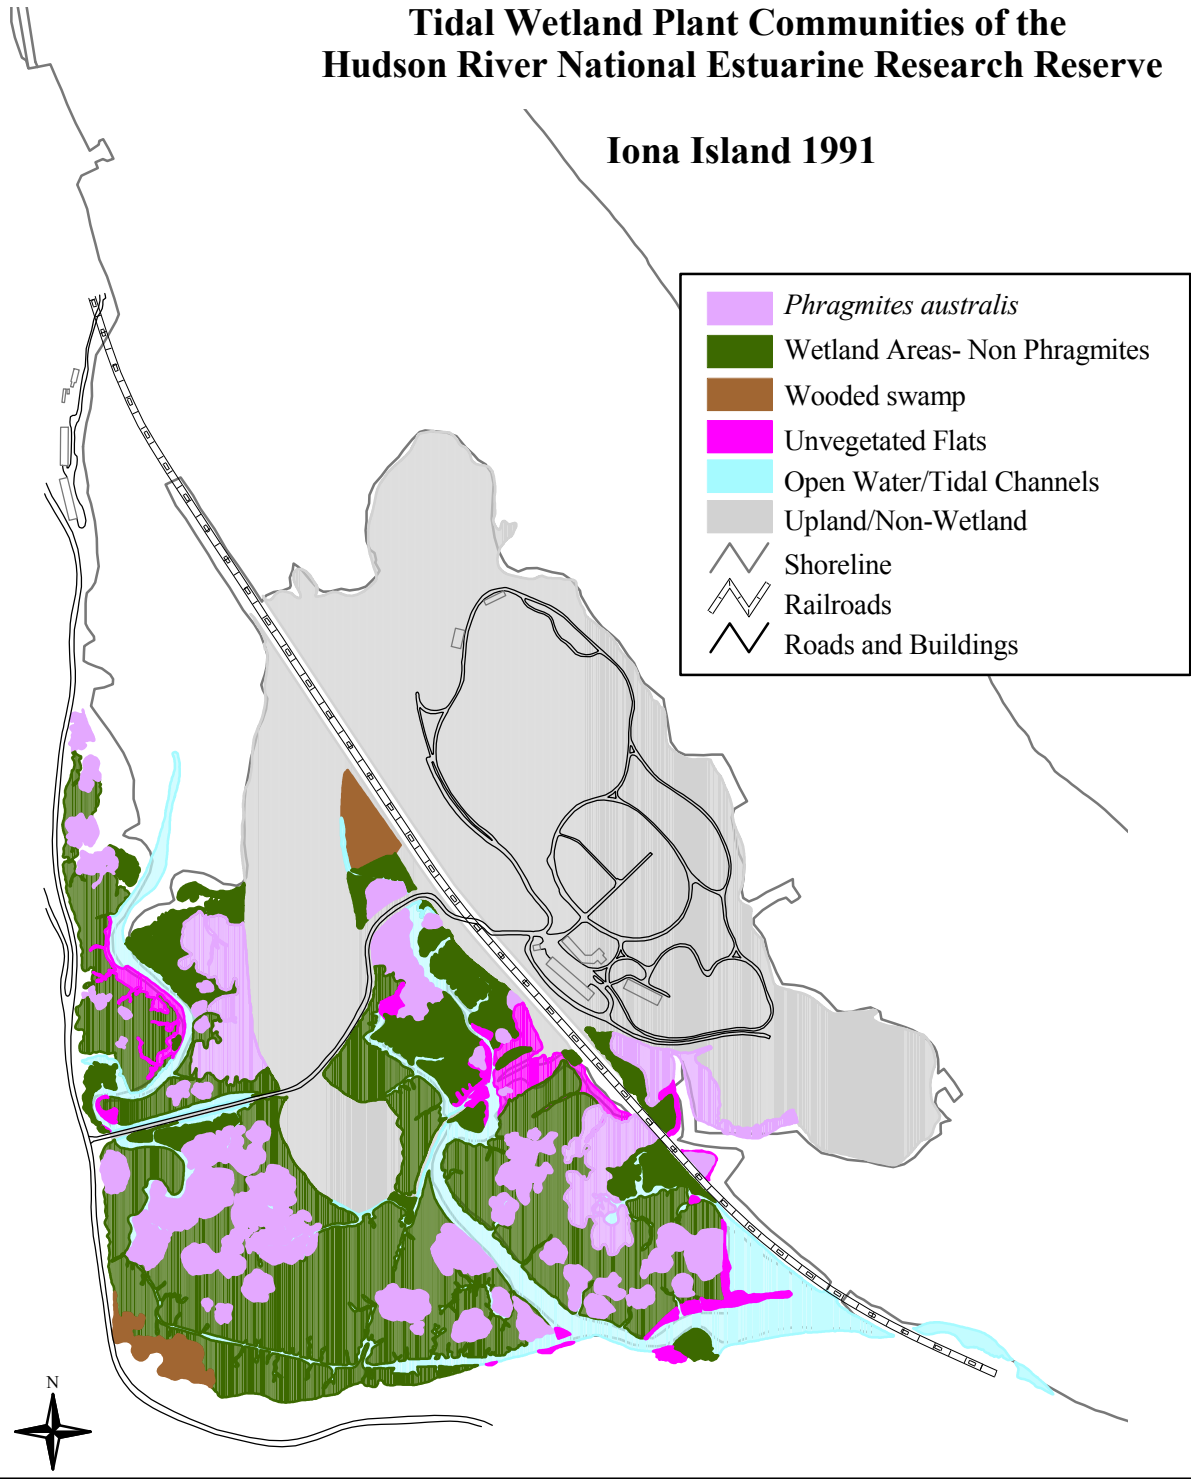 Tidal Wetland Plant Communities of the
Hudson River National Estuarine Research Reserve
Iona Island 1991
Phragmites australis
Wetland Areas- Non Phragmites
Wooded swamp
Unvegetated Flats
Open Water/Tidal Channels
Upland/Non-Wetland
Shoreline
Railroads
Roads and Buildings
N